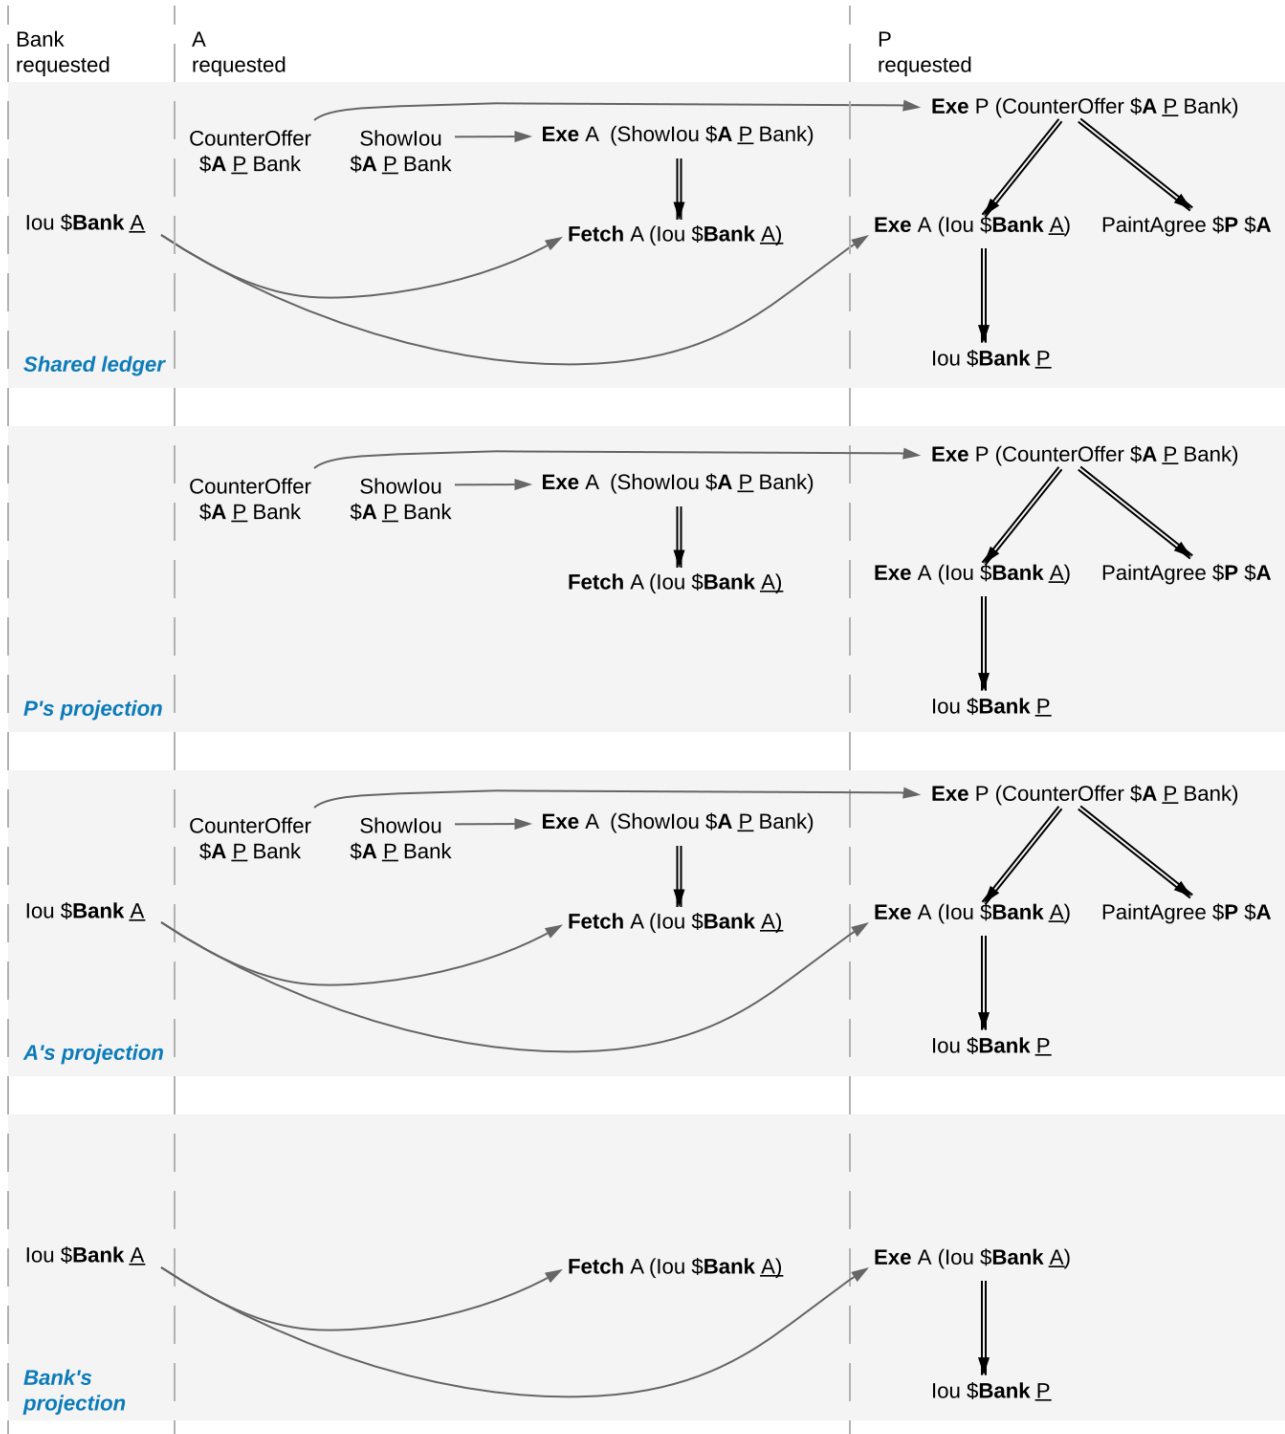 Bank
requested
A
requested
P
requested
Exe P (CounterOffer $A P Bank)
CounterOffer
$A P Bank
ShowIou
$A P Bank
Exe A (ShowIou $A P Bank)
Iou $Bank A
Fetch A (Iou $Bank A)
Exe A (Iou $Bank A)
PaintAgree $P $A
Iou $Bank P
Shared ledger
Exe P (CounterOffer $A P Bank)
CounterOffer
$A P Bank
ShowIou
$A P Bank
Exe A (ShowIou $A P Bank)
Fetch A (Iou $Bank A)
Exe A (Iou $Bank A)
PaintAgree $P $A
Iou $Bank P
P's projection
Exe P (CounterOffer $A P Bank)
CounterOffer
$A P Bank
ShowIou
$A P Bank
Exe A (ShowIou $A P Bank)
Iou $Bank A
Fetch A (Iou $Bank A)
Exe A (Iou $Bank A)
PaintAgree $P $A
Iou $Bank P
A's projection
Iou $Bank A
Fetch A (Iou $Bank A)
Exe A (Iou $Bank A)
Iou $Bank P
Bank's
projection